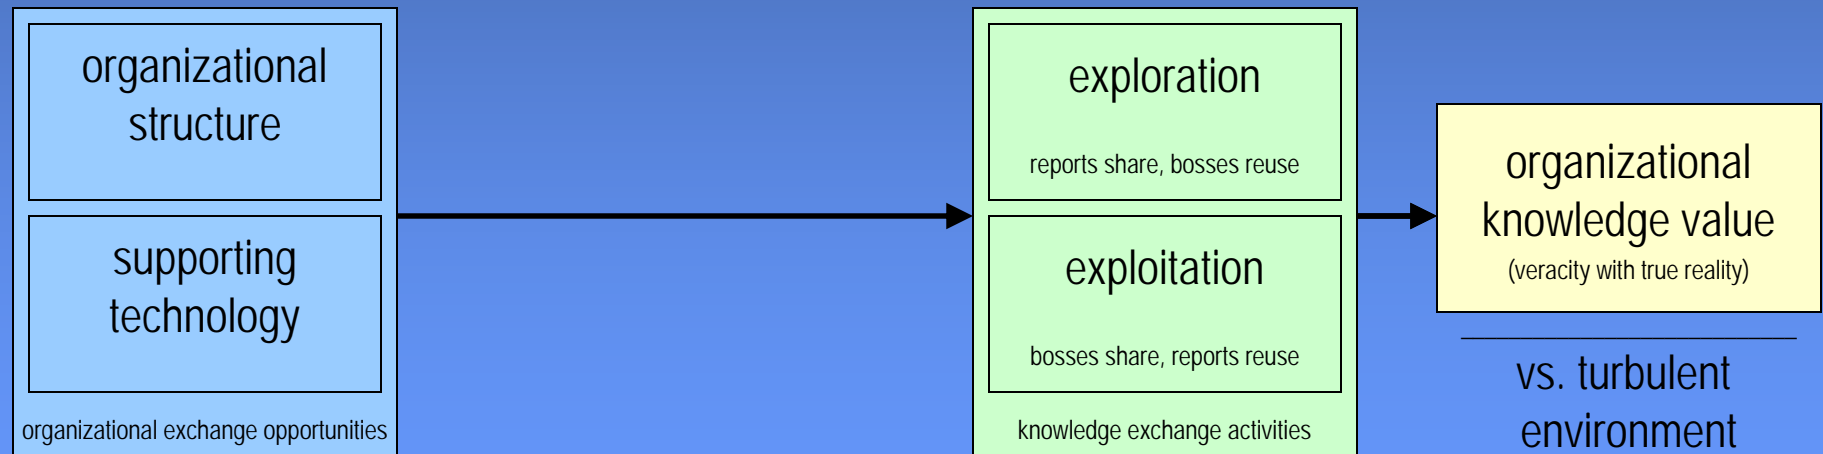 organizational
structure
supporting
technology
organizational exchange opportunities
exploration
reports share, bosses reuse
exploitation
bosses share, reports reuse
knowledge exchange activities
organizational
knowledge value
(veracity with true reality)
vs. turbulent
environment